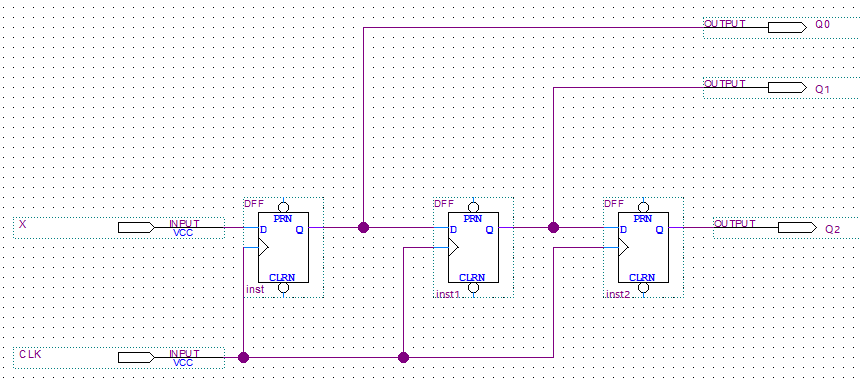 OUTPUT Q0
OUTPUT Q1
DFF DFF DFF
PRN PRN PRN
X INPUT D Q D Q D Q OUTPUT Q2
VCC
CLRN CLRN CLRN
inst inst1 inst2
CLK INPUT
VCC